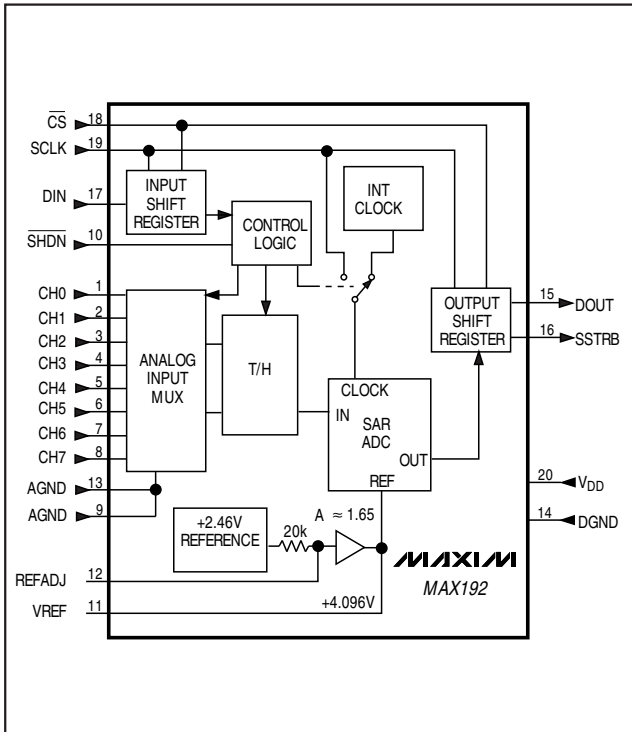 CS 18
SCLK 19
DIN 17
SHDN 10
INPUT
SHIFT
REGISTER
CONTROL
LOGIC
INT
CLOCK
CH0 1
CH1 2
CH2 3
CH3 4
CH4 5
CH5 6
CH6 7
CH7 8
AGND 13
AGND 9
ANALOG
INPUT
MUX
T/H
CLOCK
IN
SAR
ADC
OUT
REF
OUTPUT
SHIFT
REGISTER
15 DOUT
16 SSTRB
20 VDD
14 DGND
+2.46V
REFERENCE
20k
A ≈ 1.65
REFADJ 12
VREF 11
+4.096V
MAXIM
MAX192